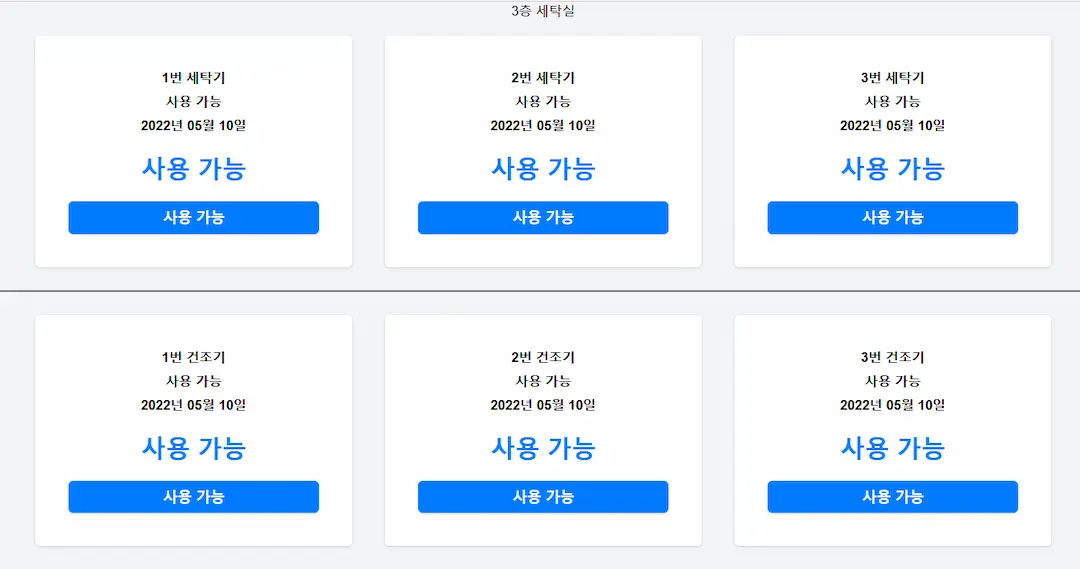 3층 세탁실
1번 세탁기
사용 가능
2022년 05월 10일
사용 가능
사용 가능
2번 세탁기
사용 가능
2022년 05월 10일
사용 가능
사용 가능
3번 세탁기
사용 가능
2022년 05월 10일
사용 가능
사용 가능
1번 건조기
사용 가능
2022년 05월 10일
사용 가능
사용 가능
2번 건조기
사용 가능
2022년 05월 10일
사용 가능
사용 가능
3번 건조기
사용 가능
2022년 05월 10일
사용 가능
사용 가능